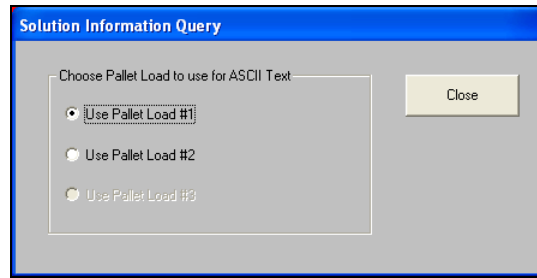 Solution Information Query
Choose Pallet Load to use for ASCII Text
Close
Use Pallet Load #1
Use Pallet Load #2
Use Pallet Load #3